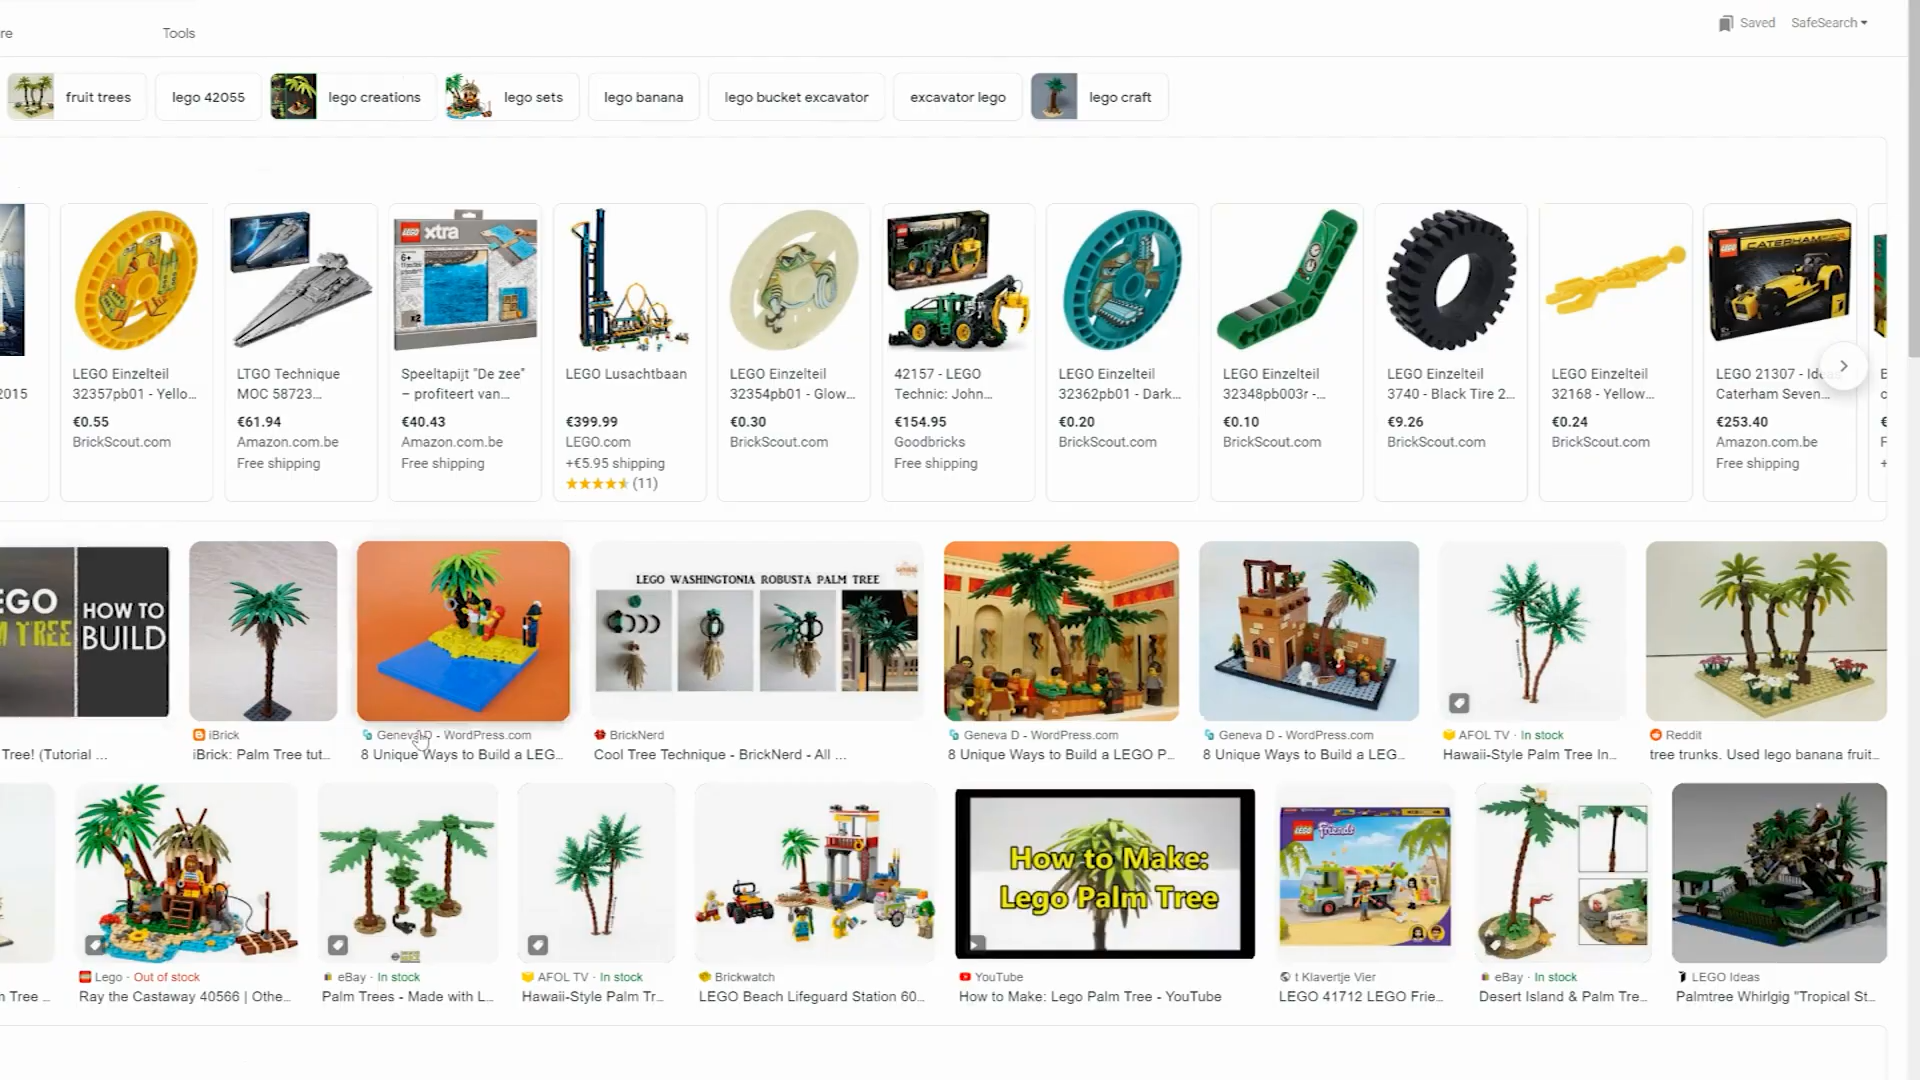 re
Tools
Saved
SafeSearch
fruit trees
lego 42055
lego creations
lego sets
lego banana
lego bucket excavator
excavator lego
lego craft
2015
LEGO xtra
6+
x2
CATERHAM
LEGO Einzelteil
32357pb01 - Yello...
€0.55
BrickScout.com
LTGO Technique
MOC 58723...
€61.94
Amazon.com.be
Free shipping
Speeltapijt "De zee"
– profiteert van...
€40.43
Amazon.com.be
Free shipping
LEGO Lusachtbaan
€399.99
LEGO.com
+€5.95 shipping
(11)
LEGO Einzelteil
32354pb01 - Glow...
€0.30
BrickScout.com
42157 - LEGO
Technic: John...
€154.95
Goodbricks
Free shipping
LEGO Einzelteil
32362pb01 - Dark...
€0.20
BrickScout.com
LEGO Einzelteil
32348pb003r -...
€0.10
BrickScout.com
LEGO Einzelteil
3740 - Black Tire 2...
€9.26
BrickScout.com
LEGO Einzelteil
32168 - Yellow...
€0.24
BrickScout.com
LEGO 21307 - Ideas
Caterham Seven...
€253.40
Amazon.com.be
Free shipping
EGO
M TREE
HOW TO
BUILD
LEGO WASHINGTONIA ROBUSTA PALM TREE
Tree! (Tutorial ...
iBrick
iBrick: Palm Tree tut...
Geneva D - WordPress.com
8 Unique Ways to Build a LEG...
BrickNerd
Cool Tree Technique - BrickNerd - All ...
Geneva D - WordPress.com
8 Unique Ways to Build a LEGO P...
Geneva D - WordPress.com
8 Unique Ways to Build a LEG...
AFOL TV · In stock
Hawaii-Style Palm Tree In...
Reddit
tree trunks. Used lego banana fruit...
How to Make:
Lego Palm Tree
LEGO Friends
m Tree ...
Lego · Out of stock
Ray the Castaway 40566 | Othe...
eBay · In stock
Palm Trees - Made with L...
AFOL TV · In stock
Hawaii-Style Palm Tr...
Brickwatch
LEGO Beach Lifeguard Station 60...
YouTube
How to Make: Lego Palm Tree - YouTube
t Klavertje Vier
LEGO 41712 LEGO Frie...
eBay · In stock
Desert Island & Palm Tre...
LEGO Ideas
Palmtree Whirlgig "Tropical St...